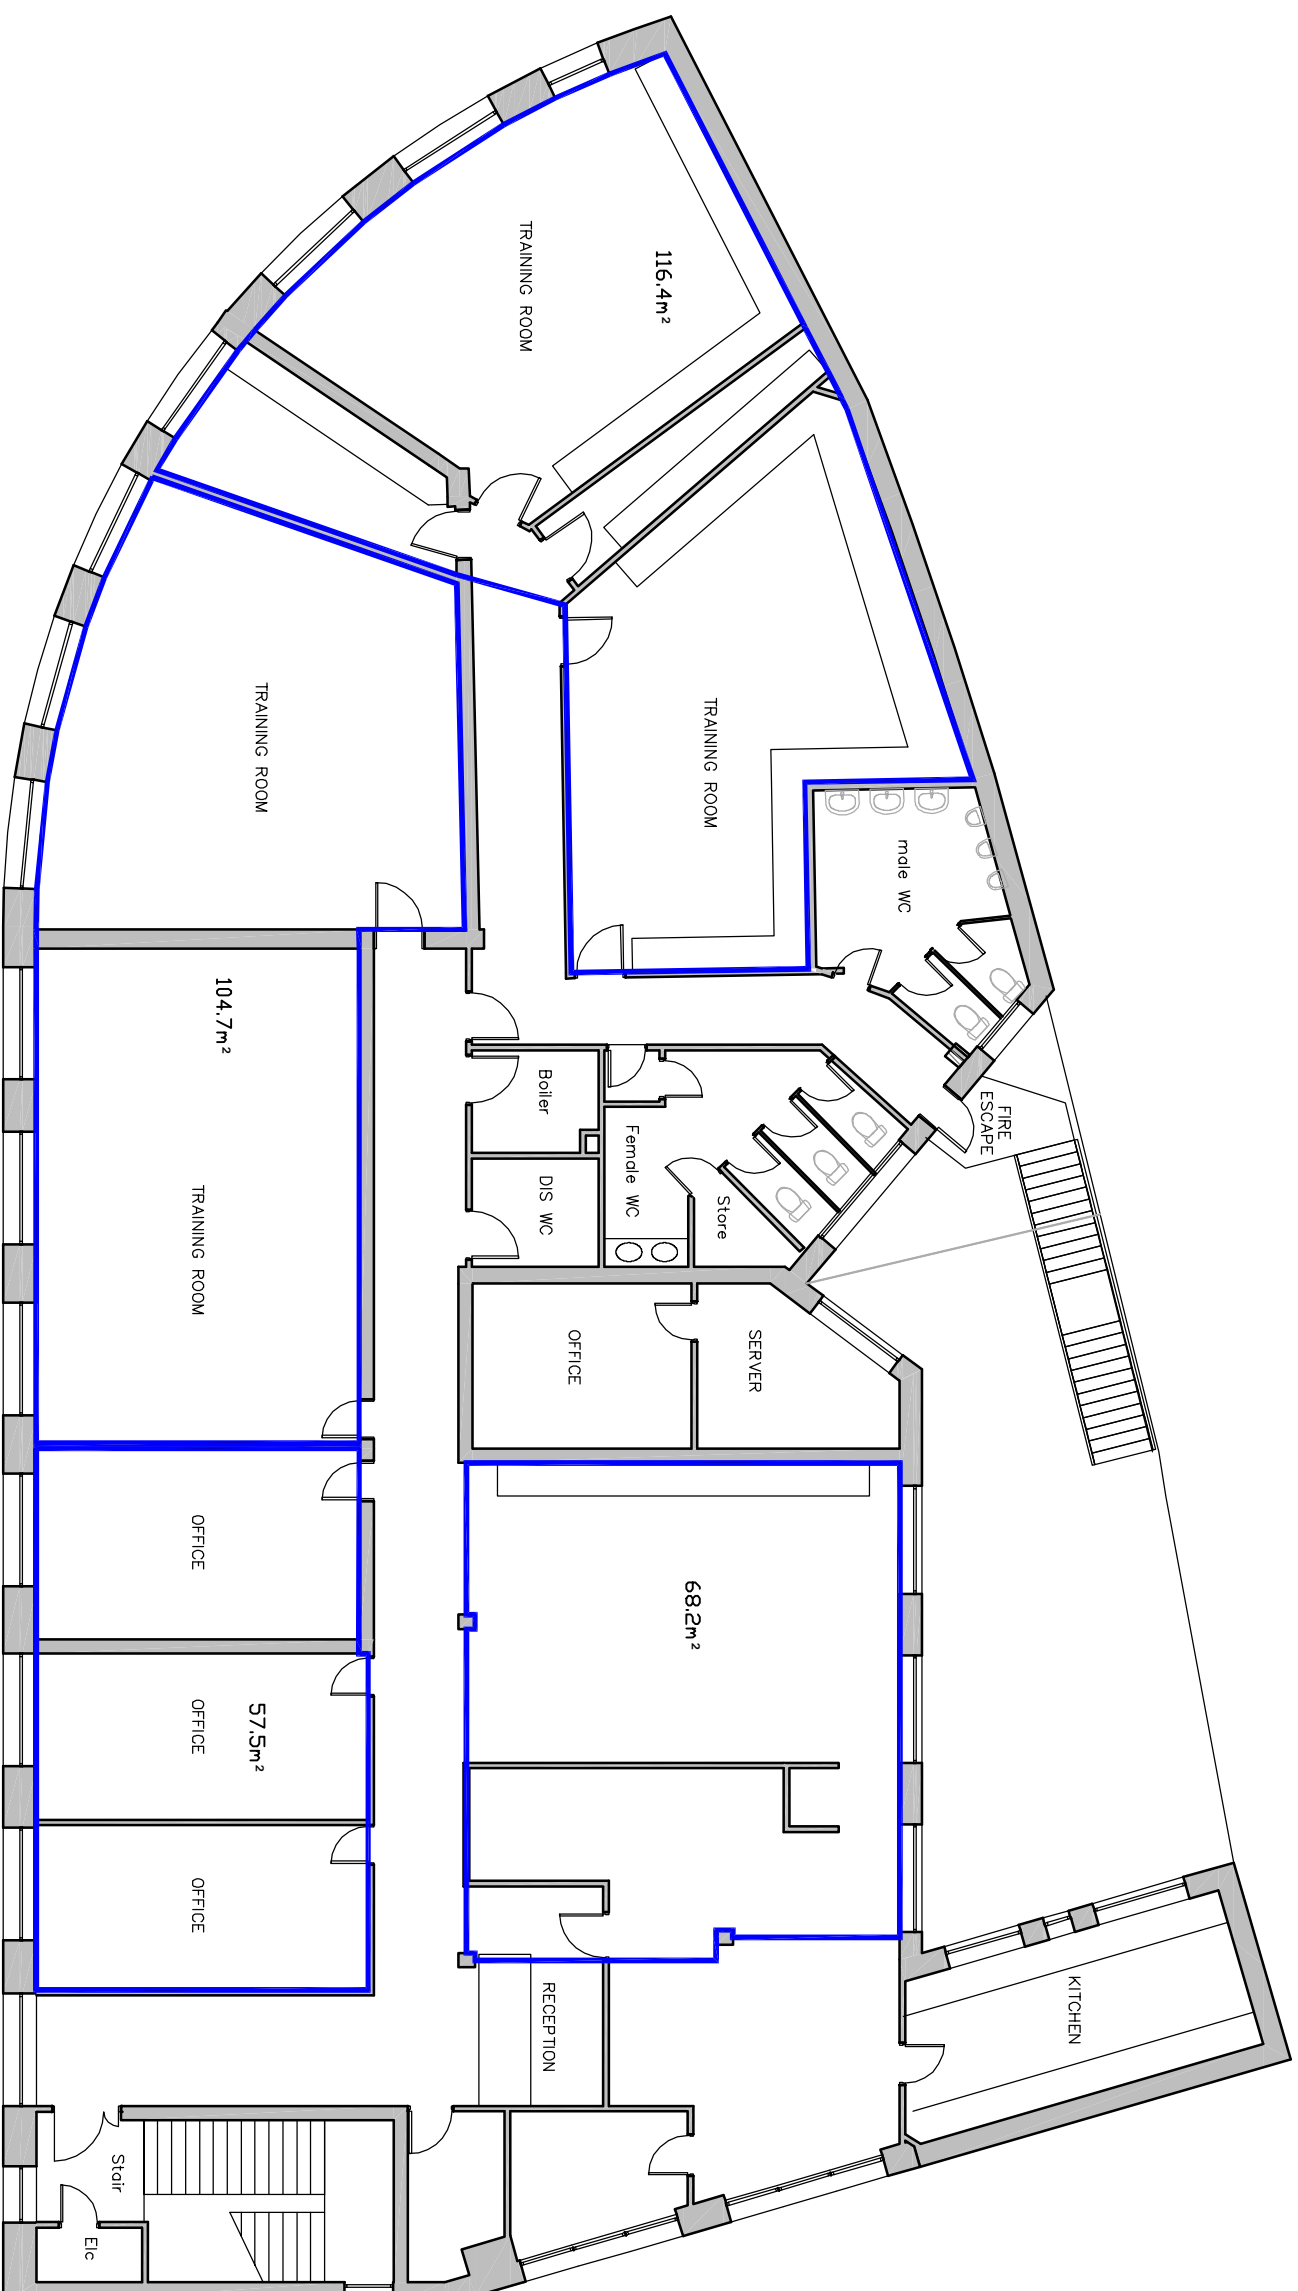 116.4m²
TRAINING ROOM
TRAINING ROOM
TRAINING ROOM
male WC
104.7m²
TRAINING ROOM
Boiler
DIS WC
Female WC
Store
FIRE
ESCAPE
OFFICE
SERVER
68.2m²
OFFICE
OFFICE
57.5m²
OFFICE
RECEPTION
KITCHEN
Stair
Elc